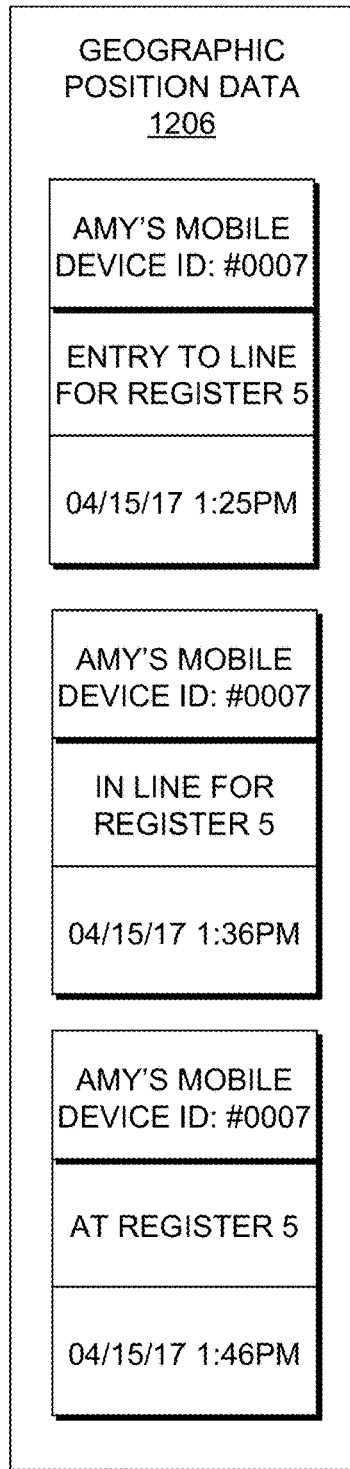 GEOGRAPHIC
POSITION DATA
1206
AMY'S MOBILE
DEVICE ID: #0007
ENTRY TO LINE
FOR REGISTER 5
04/15/17 1:25PM
AMY'S MOBILE
DEVICE ID: #0007
IN LINE FOR
REGISTER 5
04/15/17 1:36PM
AMY'S MOBILE
DEVICE ID: #0007
AT REGISTER 5
04/15/17 1:46PM